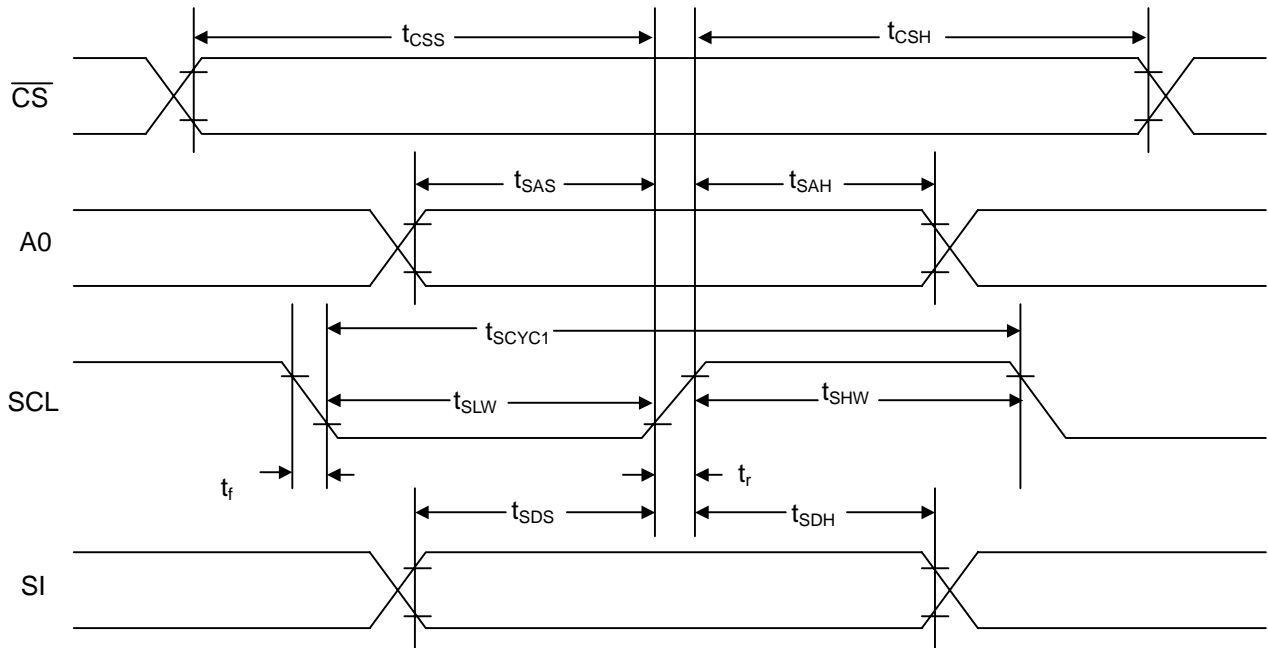 tCSS
tCSH
CS
tSAS
tSAH
A0
tSCYC1
SCL
tSLW
tSHW
tf
tr
tSDS
tSDH
SI